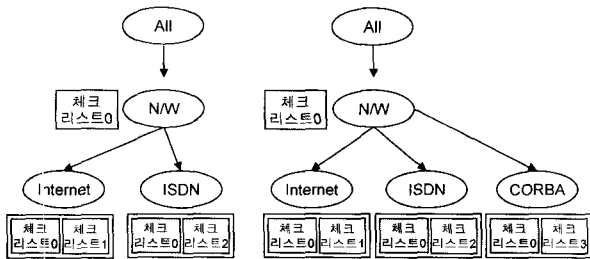 All
All
체크
리스트0
N/W
체크
리스트0
N/W
Internet
ISDN
Internet
ISDN
CORBA
체크
리스트0
체크
리스트1
체크
리스트0
체크
리스트2
체크
리스트0
체크
리스트1
체크
리스트0
체크
리스트2
체크
리스트0
체크
리스트3